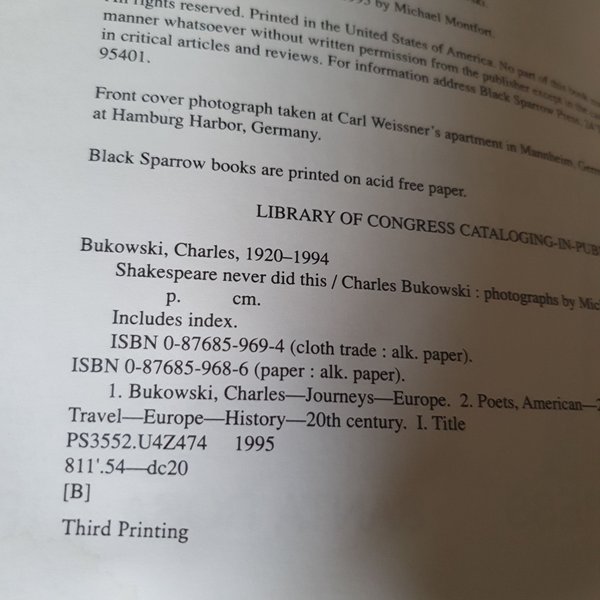 by Michael Montfort.
rights reserved. Printed in the United States of America. No part of this book
manner whatsoever without written permission from the publisher except in the
in critical articles and reviews. For information address Black Sparrow Press, 24
95401.
Front cover photograph taken at Carl Weissner's apartment in Mannheim, Germ
at Hamburg Harbor, Germany.
Black Sparrow books are printed on acid free paper.
LIBRARY OF CONGRESS CATALOGING-IN-PUB
Bukowski, Charles, 1920–1994
Shakespeare never did this / Charles Bukowski : photographs by Mic
p. cm.
Includes index.
ISBN 0-87685-969-4 (cloth trade : alk. paper).
ISBN 0-87685-968-6 (paper : alk. paper).
1. Bukowski, Charles—Journeys—Europe. 2. Poets, American—2
Travel—Europe—History—20th century. I. Title
PS3552.U4Z474 1995
811'.54—dc20
[B]
Third Printing